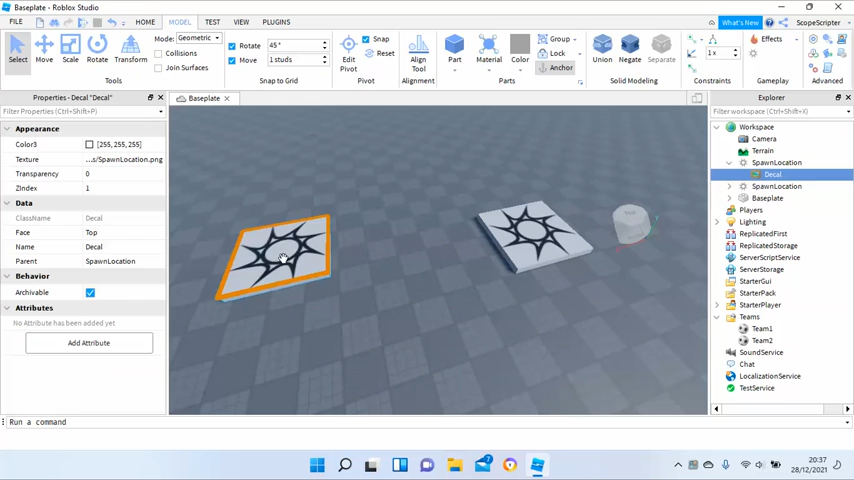 Baseplate - Roblox Studio
FILE HOME MODEL TEST VIEW PLUGINS What's New ScopeScripter
Select Move Scale Rotate Transform
Mode: Geometric
Collisions
Join Surfaces
Tools
Rotate 45°
Move 1 studs
Snap to Grid
Edit Pivot
Snap
Reset
Pivot
Align Tool
Alignment
Part Material Color
Group
Lock
Anchor
Parts
Union Negate Separate
Solid Modeling
1 x
Constraints
Effects
Gameplay
Advanced
Properties - Decal "Decal"
Filter Properties (Ctrl+Shift+P)
Appearance
Color3 [255, 255, 255]
Texture ...s/SpawnLocation.png
Transparency 0
ZIndex 1
Data
ClassName Decal
Face Top
Name Decal
Parent SpawnLocation
Behavior
Archivable
Attributes
No Attribute has been added yet
Add Attribute
Baseplate
Explorer
Filter workspace (Ctrl+Shift+X)
Workspace
Camera
Terrain
SpawnLocation
Decal
SpawnLocation
Baseplate
Players
Lighting
ReplicatedFirst
ReplicatedStorage
ServerScriptService
ServerStorage
StarterGui
StarterPack
StarterPlayer
Teams
Team1
Team2
SoundService
Chat
LocalizationService
TestService
Run a command
20:37
28/12/2021